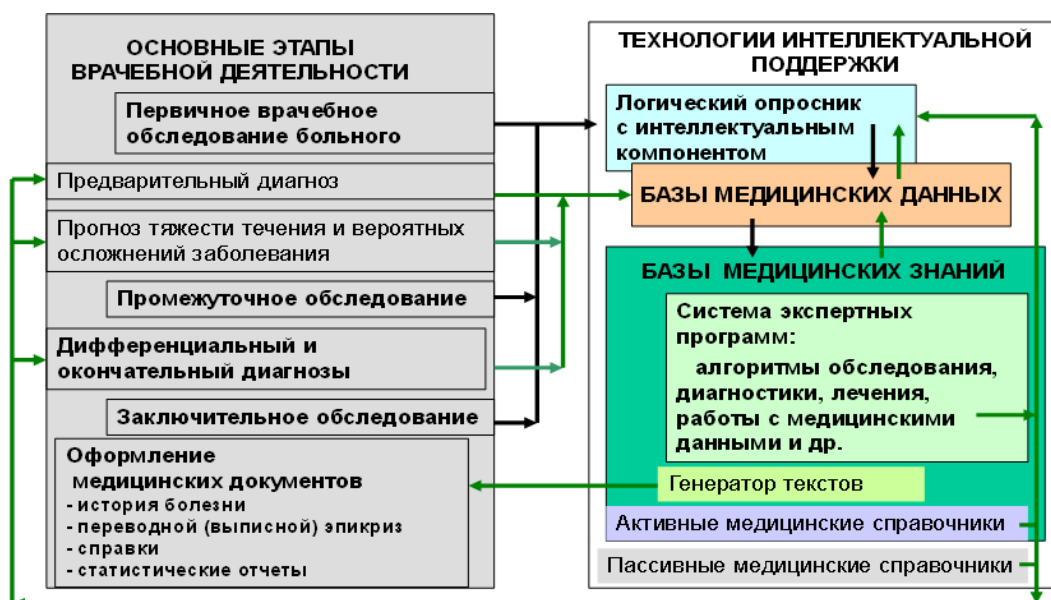 ОСНОВНЫЕ ЭТАПЫ
ВРАЧЕБНОЙ ДЕЯТЕЛЬНОСТИ
Первичное врачебное
обследование больного
Предварительный диагноз
Прогноз тяжести течения и вероятных
осложнений заболевания
Промежуточное обследование
Дифференциальный и
окончательный диагнозы
Заключительное обследование
Оформление
медицинских документов
- история болезни
- переводной (выписной) эпикриз
- справки
- статистические отчеты
ТЕХНОЛОГИИ ИНТЕЛЛЕКТУАЛЬНОЙ
ПОДДЕРЖКИ
Логический опросник
с интеллектуальным
компонентом
БАЗЫ МЕДИЦИНСКИХ ДАННЫХ
БАЗЫ МЕДИЦИНСКИХ ЗНАНИЙ
Система экспертных
программ:
алгоритмы обследования,
диагностики, лечения,
работы с медицинскими
данными и др.
Генератор текстов
Активные медицинские справочники
Пассивные медицинские справочники